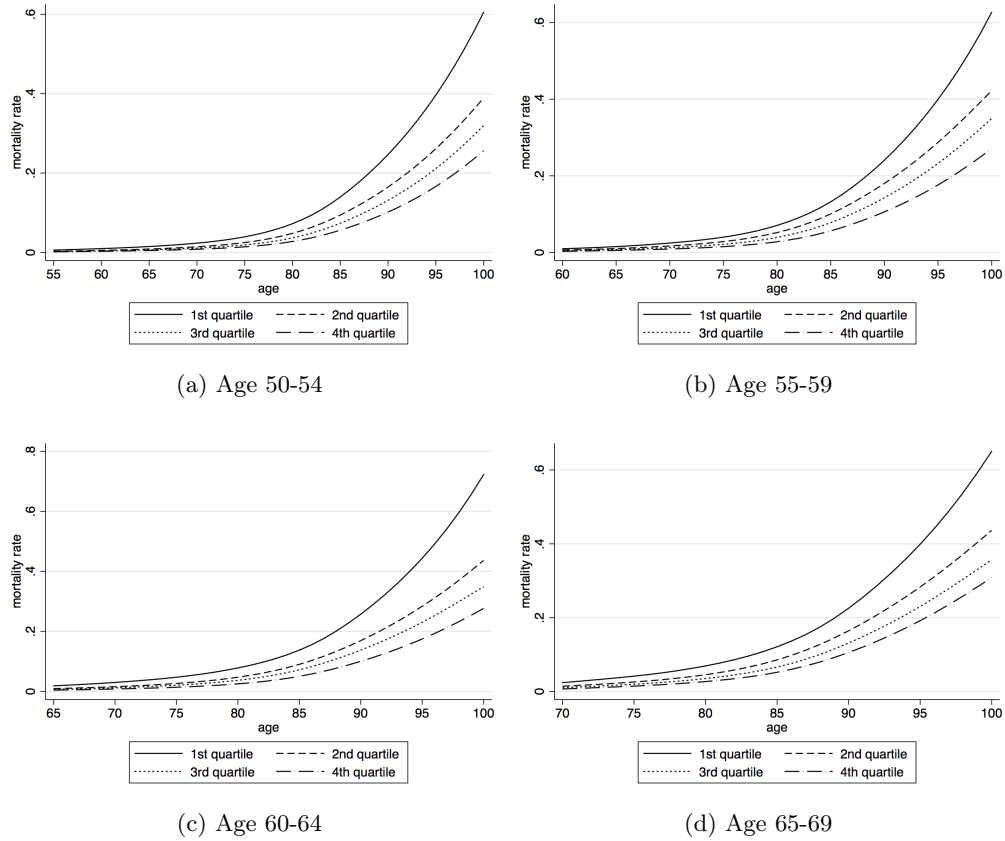 mortality rate
.6
.4
.2
0
55 60 65 70 75 80 85 90 95 100
age
1st quartile 2nd quartile
3rd quartile 4th quartile
(a) Age 50-54
mortality rate
.6
.4
.2
0
60 65 70 75 80 85 90 95 100
age
1st quartile 2nd quartile
3rd quartile 4th quartile
(b) Age 55-59
mortality rate
.8
.6
.4
.2
0
65 70 75 80 85 90 95 100
age
1st quartile 2nd quartile
3rd quartile 4th quartile
(c) Age 60-64
mortality rate
.6
.4
.2
0
70 75 80 85 90 95 100
age
1st quartile 2nd quartile
3rd quartile 4th quartile
(d) Age 65-69